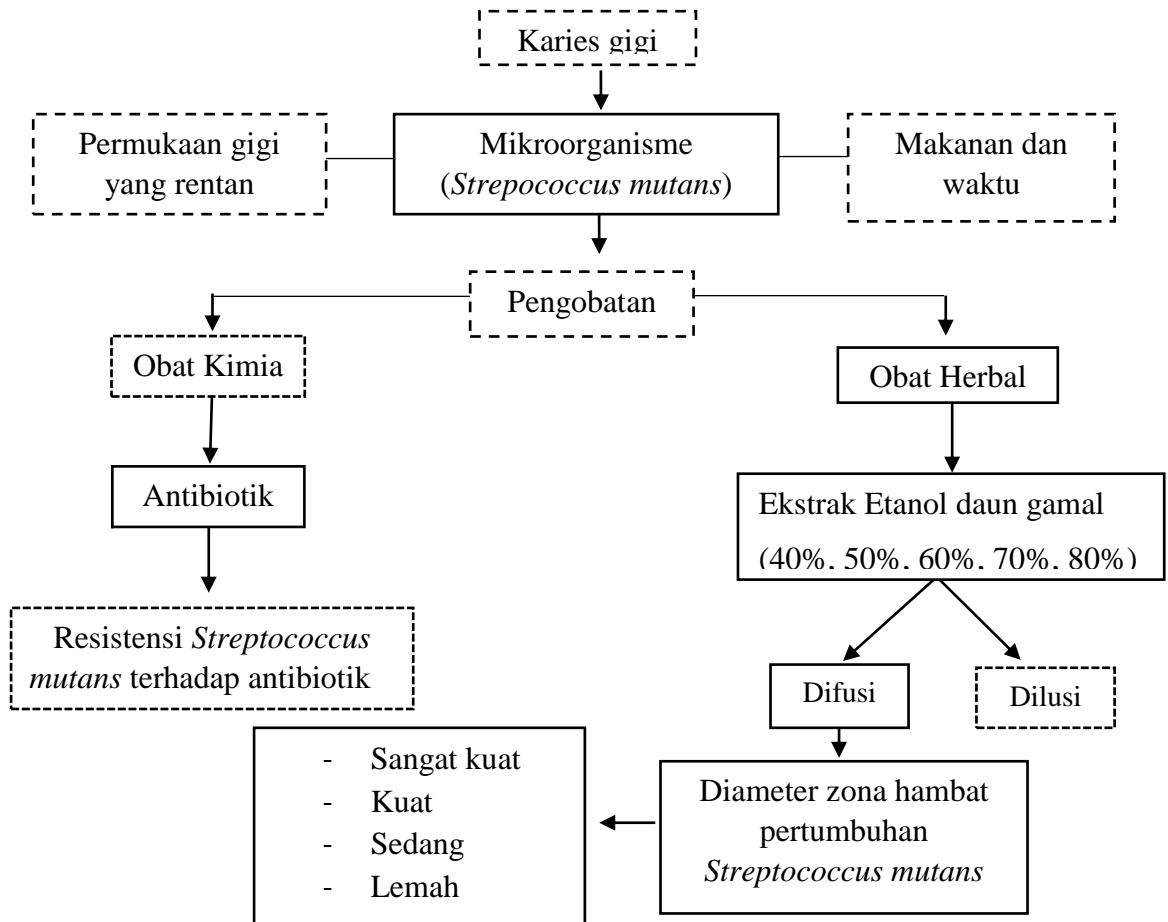 Karies gigi
Permukaan gigi
yang rentan
Mikroorganisme
(Strepococcus mutans)
Makanan dan
waktu
Pengobatan
Obat Kimia
Obat Herbal
Antibiotik
Ekstrak Etanol daun gamal
(40%, 50%, 60%, 70%, 80%)
Resistensi Streptococcus
mutans terhadap antibiotik
Difusi
Dilusi
- Sangat kuat
- Kuat
- Sedang
- Lemah
Diameter zona hambat
pertumbuhan
Streptococcus mutans